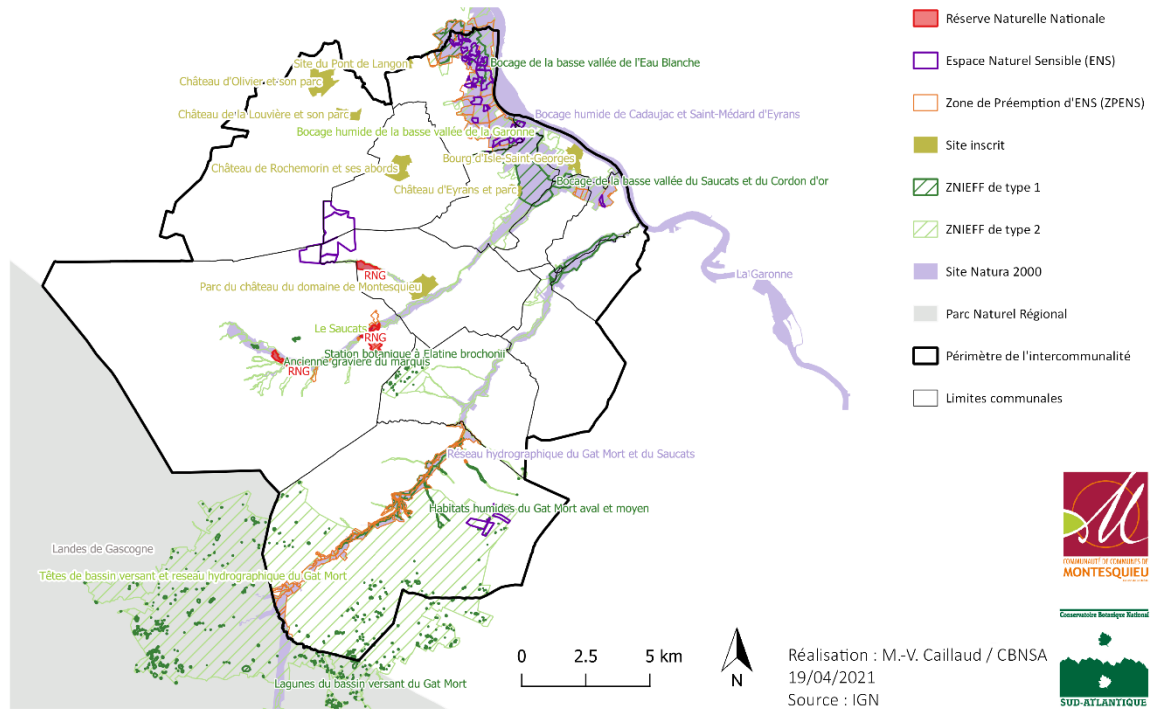 Site du Pont de Langon
Château d'Olivier et son parc
Bocage de la basse vallée de l'Eau Blanche
Château de la Louvière et son parc
Bocage humide de Cadaujac et Saint-Médard d'Eyrans
Bocage humide de la basse vallée de la Garonne
Bourg d'Isle-Saint-Georges
Château de Rochemorin et ses abords
Château d'Eyrans et parc
Bocage de la basse vallée du Saucats et du Cordon d'or
La Garonne
RNG
Parc du château du domaine de Montesquieu
Le Saucats
RNG
Station botanique à Elatine brochonii
Ancienne gravière du marquis
RNG
Réseau hydrographique du Gat Mort et du Saucats
Habitats humides du Gat Mort aval et moyen
Landes de Gascogne
Têtes de bassin versant et reseau hydrographique du Gat Mort
Lagunes du bassin versant du Gat Mort
Réserve Naturelle Nationale
Espace Naturel Sensible (ENS)
Zone de Préemption d'ENS (ZPENS)
Site inscrit
ZNIEFF de type 1
ZNIEFF de type 2
Site Natura 2000
Parc Naturel Régional
Périmètre de l'intercommunalité
Limites communales
0 2.5 5 km
N
Réalisation : M.-V. Caillaud / CBNSA
19/04/2021
Source : IGN
M
COMMUNAUTÉ DE COMMUNES DE
MONTESQUIEU
Conservatoire Botanique National
SUD-ATLANTIQUE